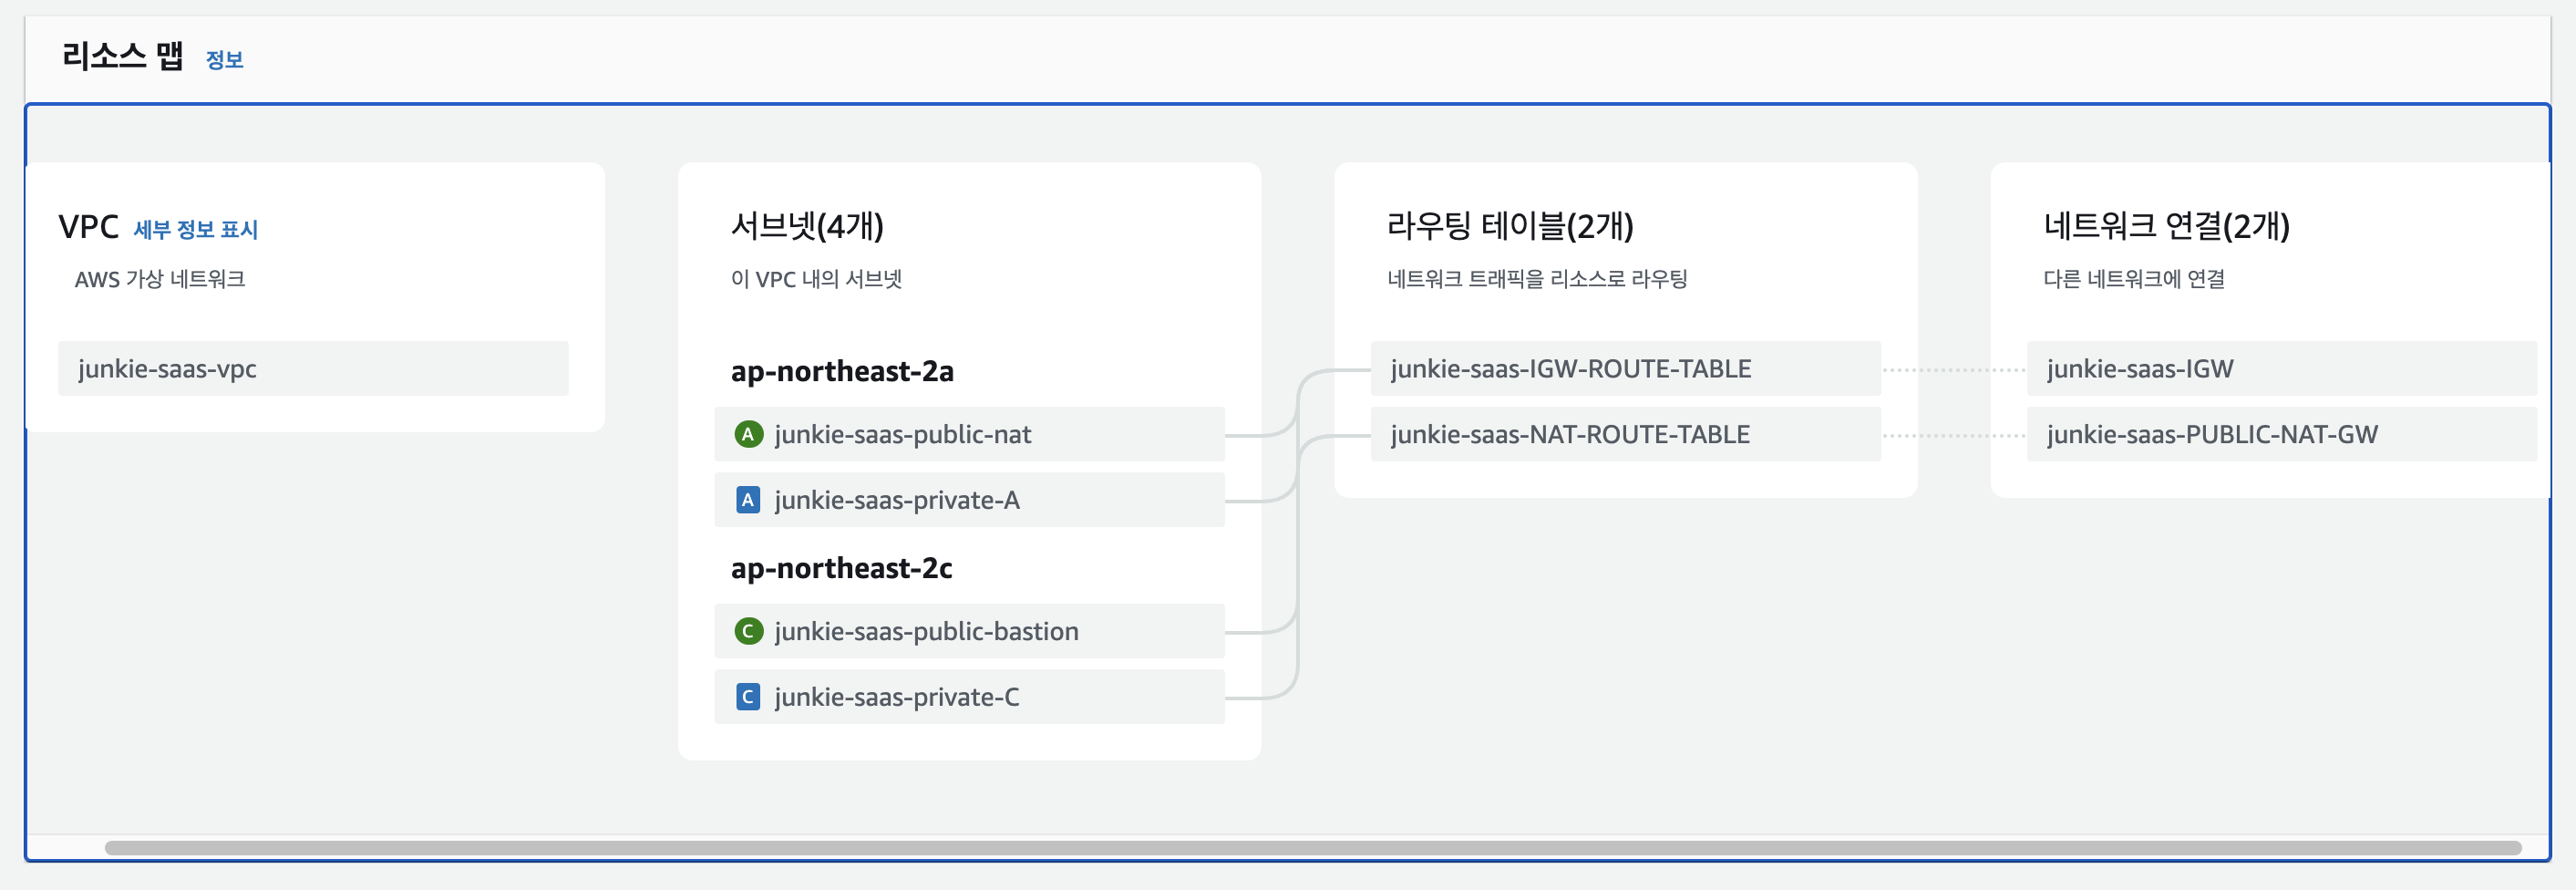 리소스 맵 정보
VPC 세부 정보 표시
AWS 가상 네트워크
junkie-saas-vpc
서브넷(4개)
이 VPC 내의 서브넷
ap-northeast-2a
A junkie-saas-public-nat
A junkie-saas-private-A
ap-northeast-2c
C junkie-saas-public-bastion
C junkie-saas-private-C
라우팅 테이블(2개)
네트워크 트래픽을 리소스로 라우팅
junkie-saas-IGW-ROUTE-TABLE
junkie-saas-NAT-ROUTE-TABLE
네트워크 연결(2개)
다른 네트워크에 연결
junkie-saas-IGW
junkie-saas-PUBLIC-NAT-GW